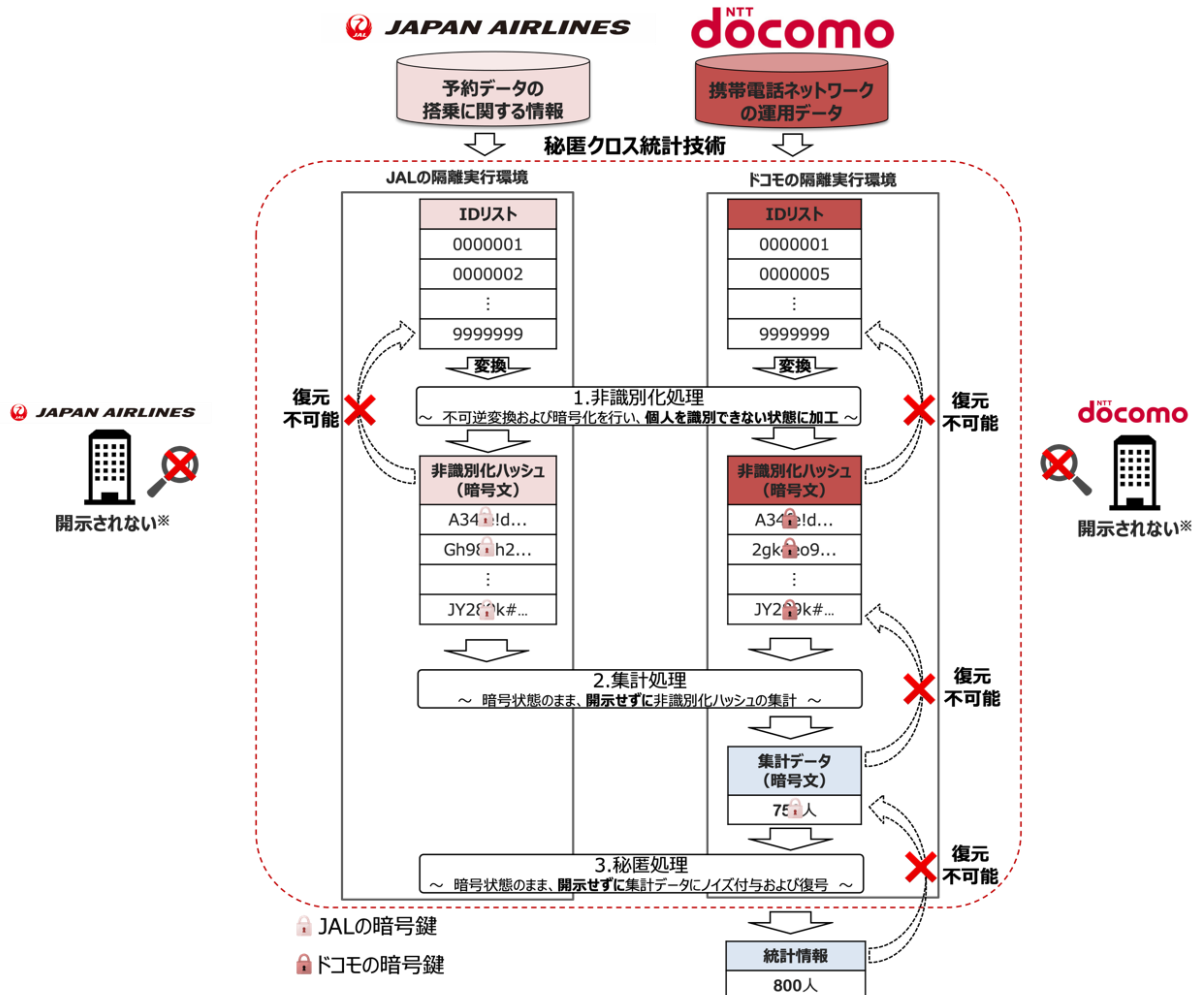 JAL
JAPAN AIRLINES
NTT
döcomo
予約データの
搭乗に関する情報
携帯電話ネットワーク
の運用データ
秘匿クロス統計技術
JALの隔離実行環境
ドコモの隔離実行環境
IDリスト
0000001
0000002
⋮
9999999
IDリスト
0000001
0000005
⋮
9999999
変換
変換
復元
不可能
復元
不可能
1.非識別化処理
~ 不可逆変換および暗号化を行い、個人を識別できない状態に加工 ~
JAPAN AIRLINES
開示されない※
NTT
döcomo
開示されない※
非識別化ハッシュ
(暗号文)
⋮
非識別化ハッシュ
(暗号文)
⋮
2.集計処理
~ 暗号状態のまま、開示せずに非識別化ハッシュの集計 ~
復元
不可能
集計データ
(暗号文)
3.秘匿処理
~ 暗号状態のまま、開示せずに集計データにノイズ付与および復号 ~
復元
不可能
JALの暗号鍵
ドコモの暗号鍵
統計情報
800人